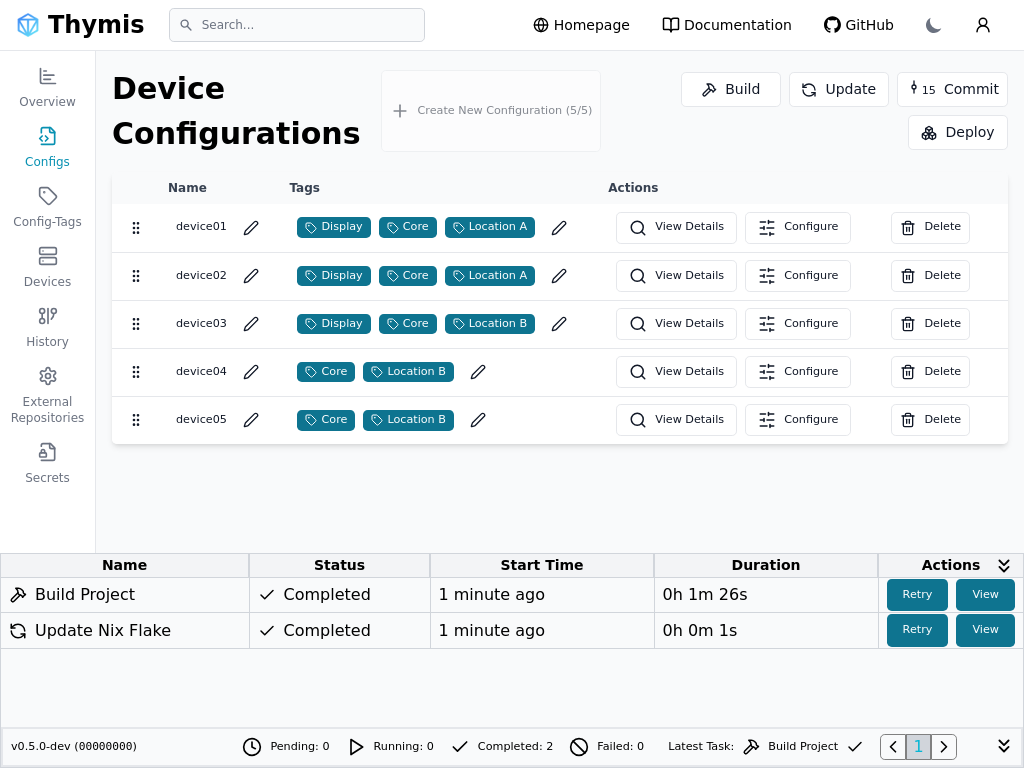 Thymis
Search...
Homepage
Documentation
GitHub
Overview
Configs
Config-Tags
Devices
History
External
Repositories
Secrets
Device
Configurations
Create New Configuration (5/5)
Build
Update
15 Commit
Deploy
Name Tags Actions
device01 Display Core Location A View Details Configure Delete
device02 Display Core Location A View Details Configure Delete
device03 Display Core Location B View Details Configure Delete
device04 Core Location B View Details Configure Delete
device05 Core Location B View Details Configure Delete
Name Status Start Time Duration Actions
Build Project Completed 1 minute ago 0h 1m 26s Retry View
Update Nix Flake Completed 1 minute ago 0h 0m 1s Retry View
v0.5.0-dev (00000000) Pending: 0 Running: 0 Completed: 2 Failed: 0 Latest Task: Build Project 1